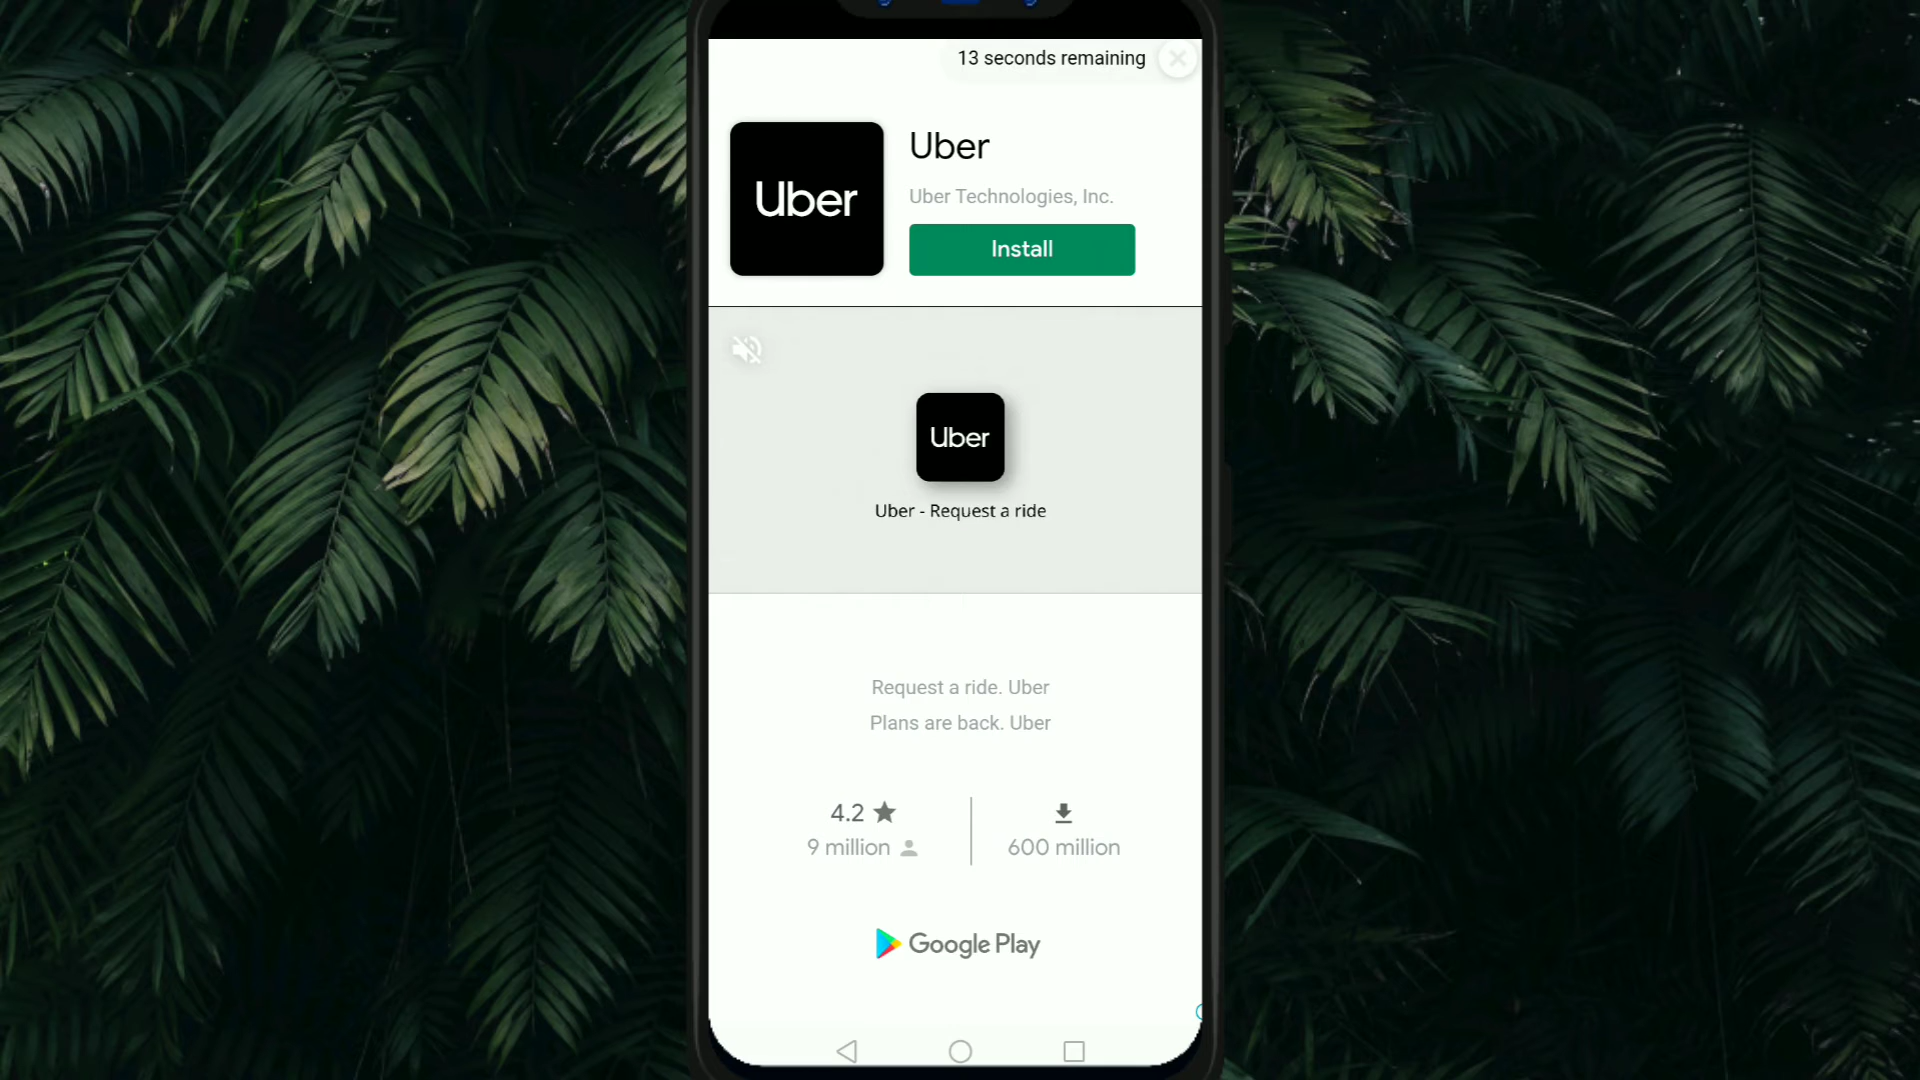 13 seconds remaining
Uber
Uber
Uber Technologies, Inc.
Install
Uber
Uber - Request a ride
Request a ride. Uber
Plans are back. Uber
4.2
9 million
600 million
Google Play